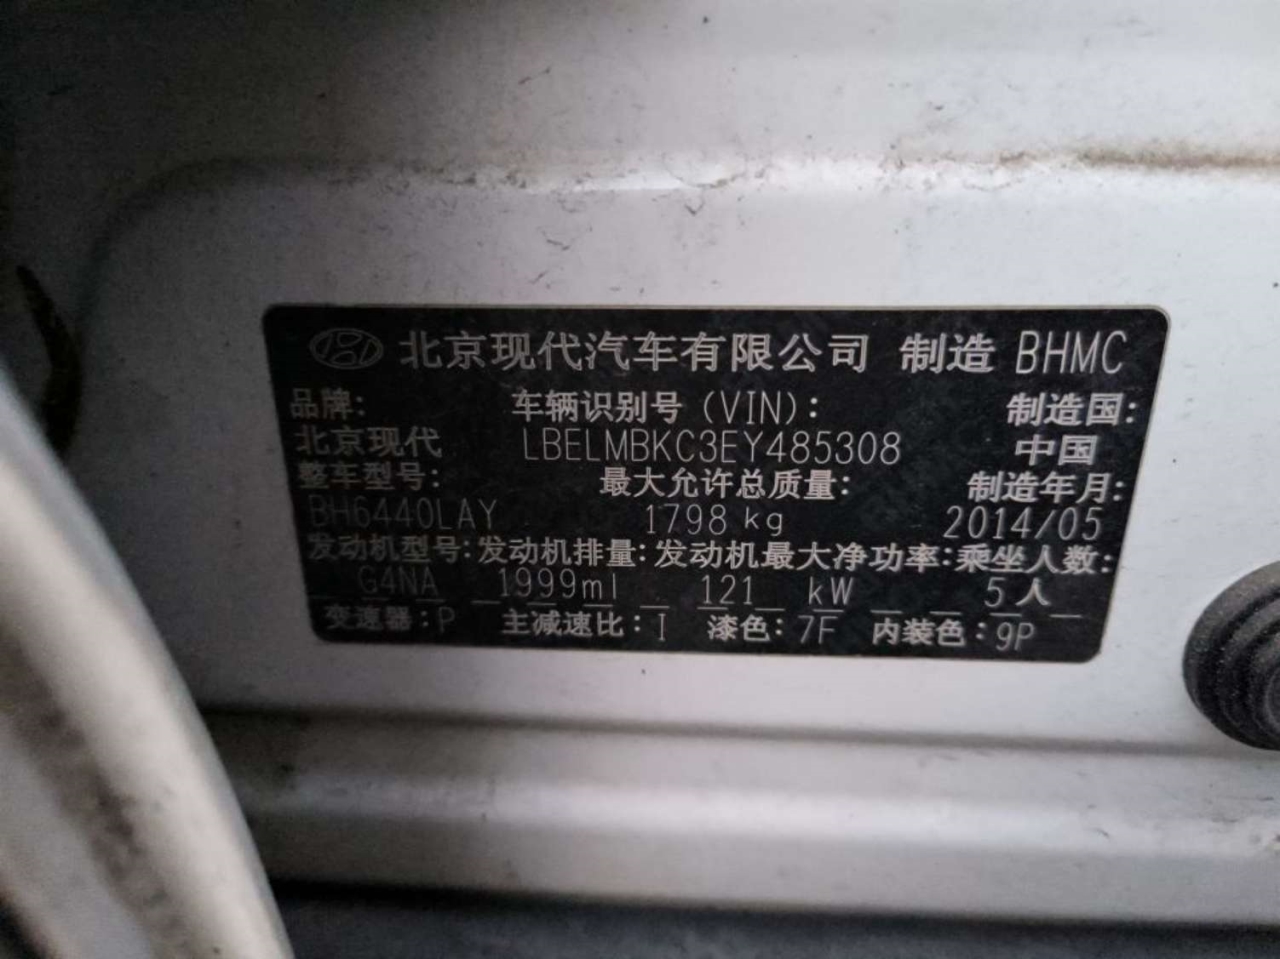 北京现代汽车有限公司 制造 BHMC
品牌: 车辆识别号 (VIN): 制造国:
北京现代 LBELMBKC3EY485308 中国
整车型号: 最大允许总质量: 制造年月:
BH6440LAY 1798 kg 2014/05
发动机型号: 发动机排量: 发动机最大净功率: 乘坐人数:
G4NA 1999ml 121 kW 5人
变速器: P 主减速比: I 漆色: 7F 内装色: 9P